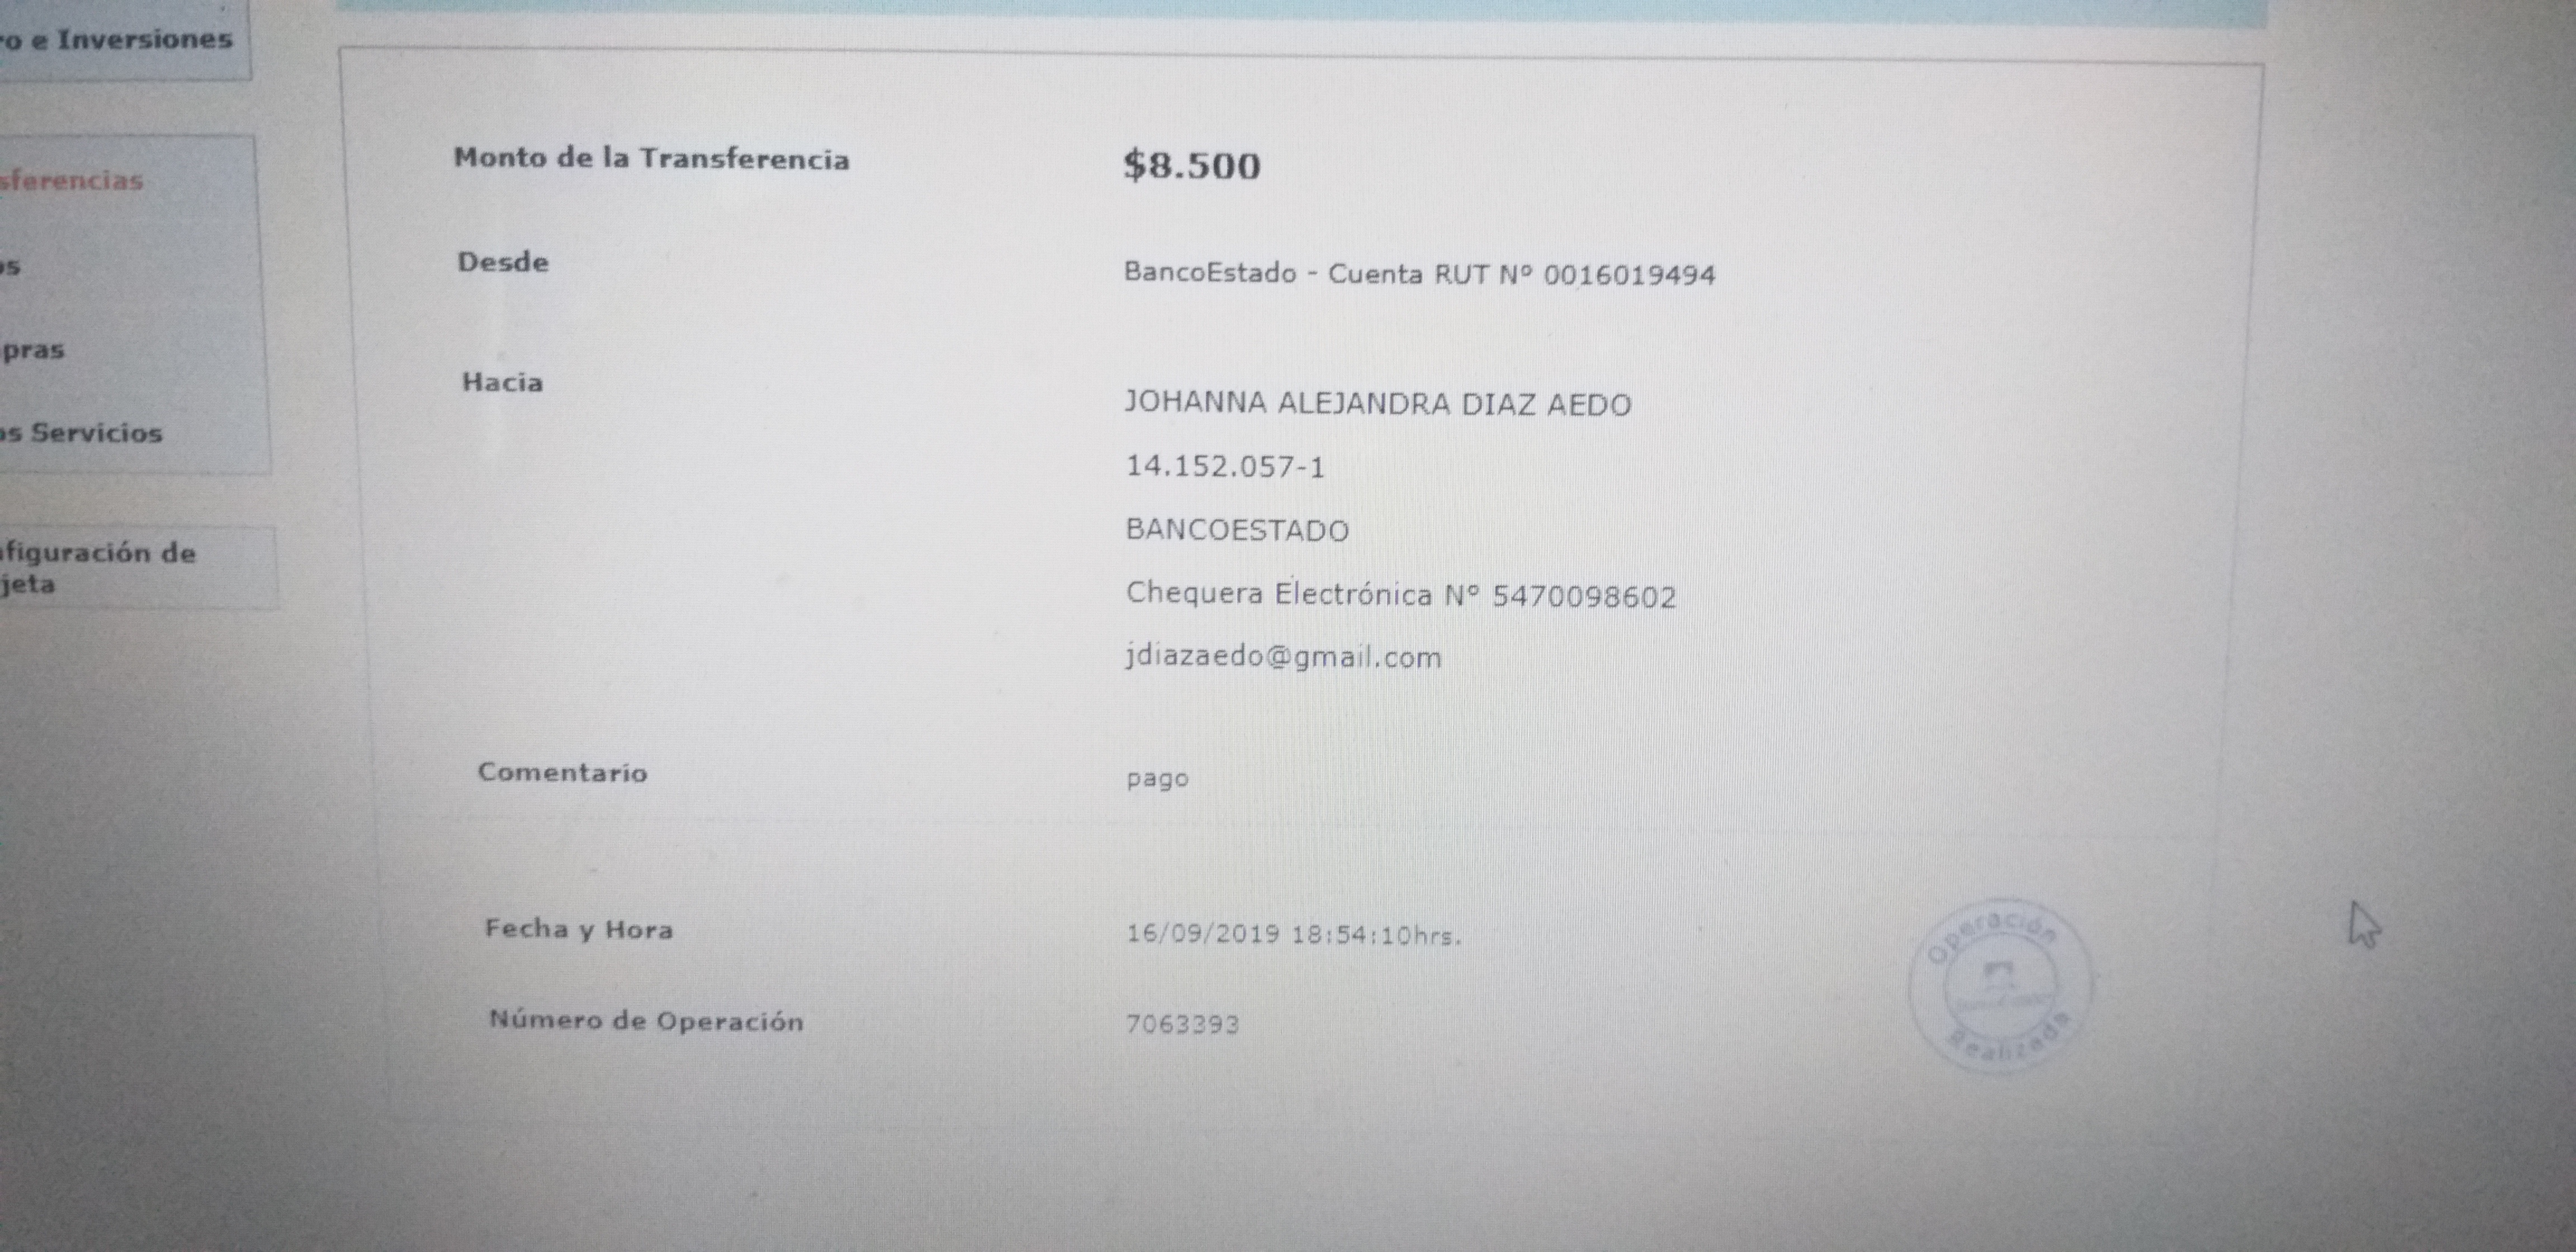 ro e Inversiones
sferencias
os
pras
os Servicios
figuración de
jeta
Monto de la Transferencia
$8.500
Desde
BancoEstado - Cuenta RUT Nº 0016019494
Hacia
JOHANNA ALEJANDRA DIAZ AEDO
14.152.057-1
BANCOESTADO
Chequera Electrónica Nº 5470098602
jdiazaedo@gmail.com
Comentario
pago
Fecha y Hora
16/09/2019 18:54:10hrs.
Número de Operación
7063393
Operación
Realizada